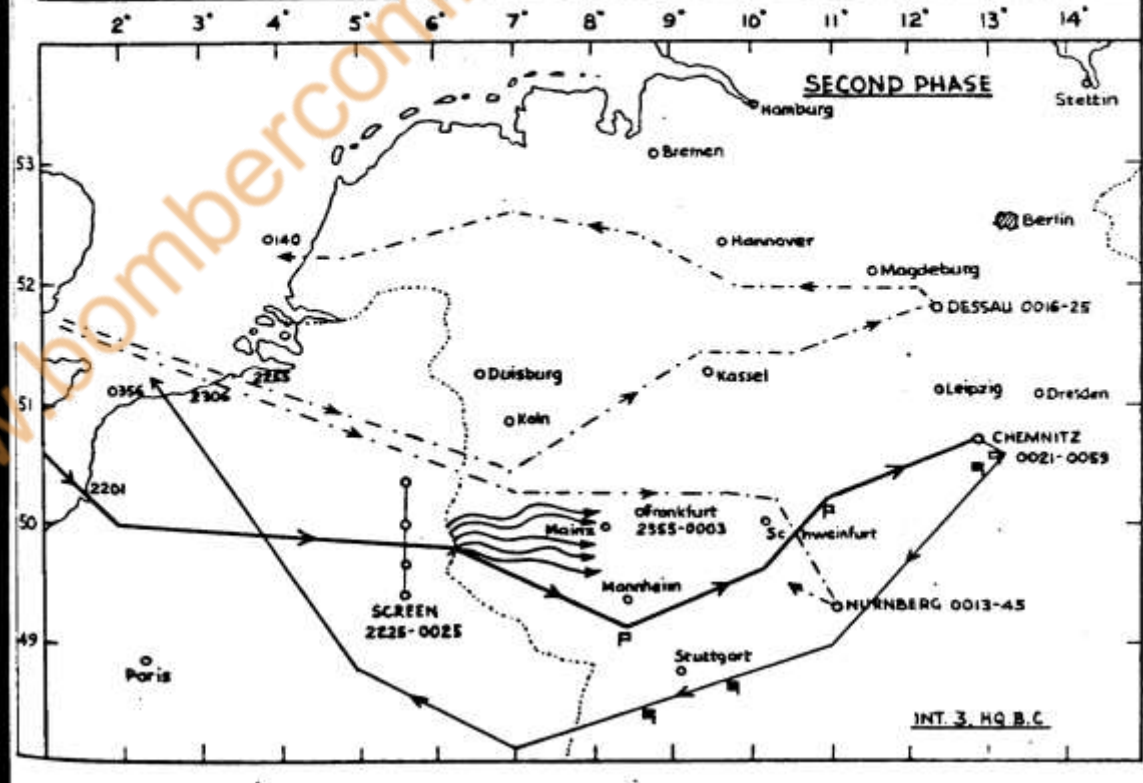 2° 3° 4° 5° 6° 7° 8° 9° 10° 11° 12° 13° 14°
SECOND PHASE
Stettin
Hamburg
Bremen
53
Berlin
0140
Hannover
Magdeburg
52
DESSAU 0016-25
Duisburg
Kassel
0356
2306
Leipzig
Dresden
51
Koln
CHEMNITZ
0021-0059
2201
Frankfurt
2355-0003
50
Mainz
Schweinfurt
Mannheim
SCREEN
2225-0025
NURNBERG 0013-45
49
Paris
Stuttgart
INT. 3. HQ B.C